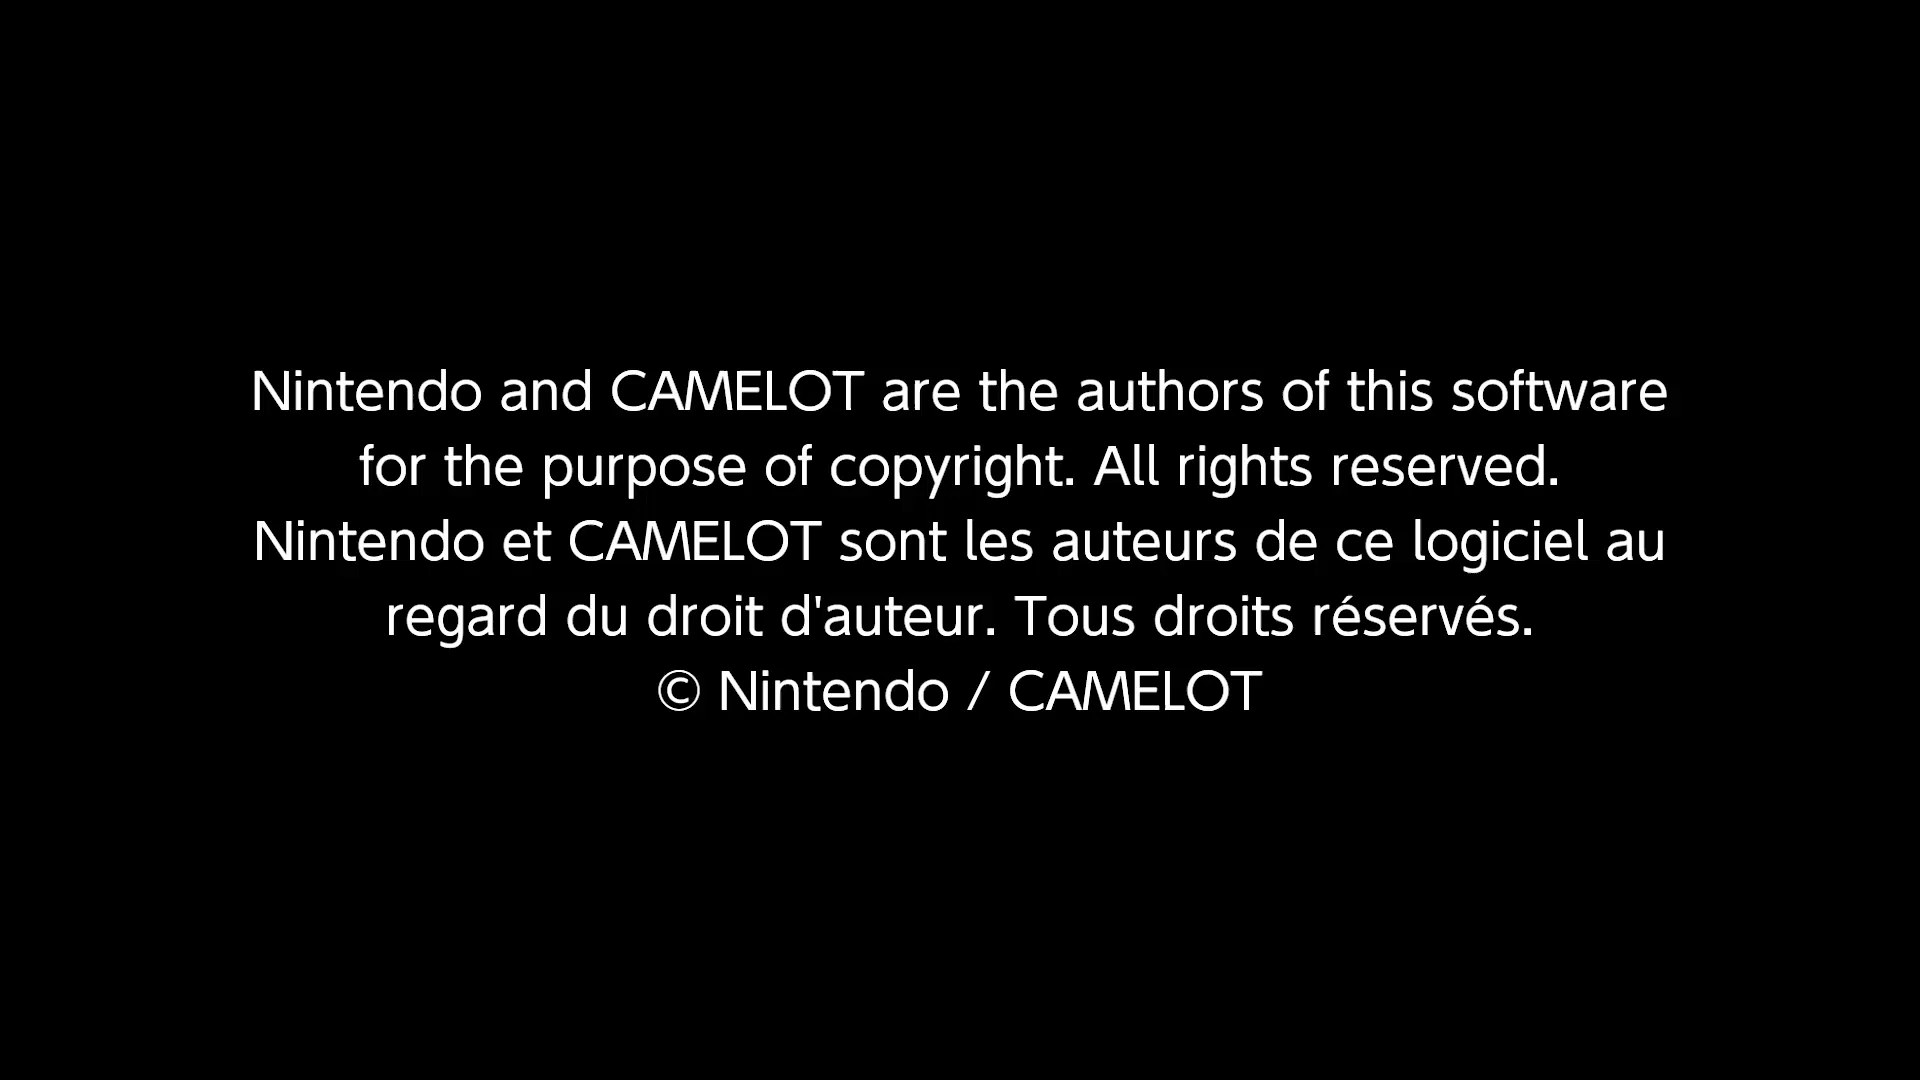 Nintendo and CAMELOT are the authors of this software
for the purpose of copyright. All rights reserved.
Nintendo et CAMELOT sont les auteurs de ce logiciel au
regard du droit d'auteur. Tous droits réservés.
© Nintendo / CAMELOT